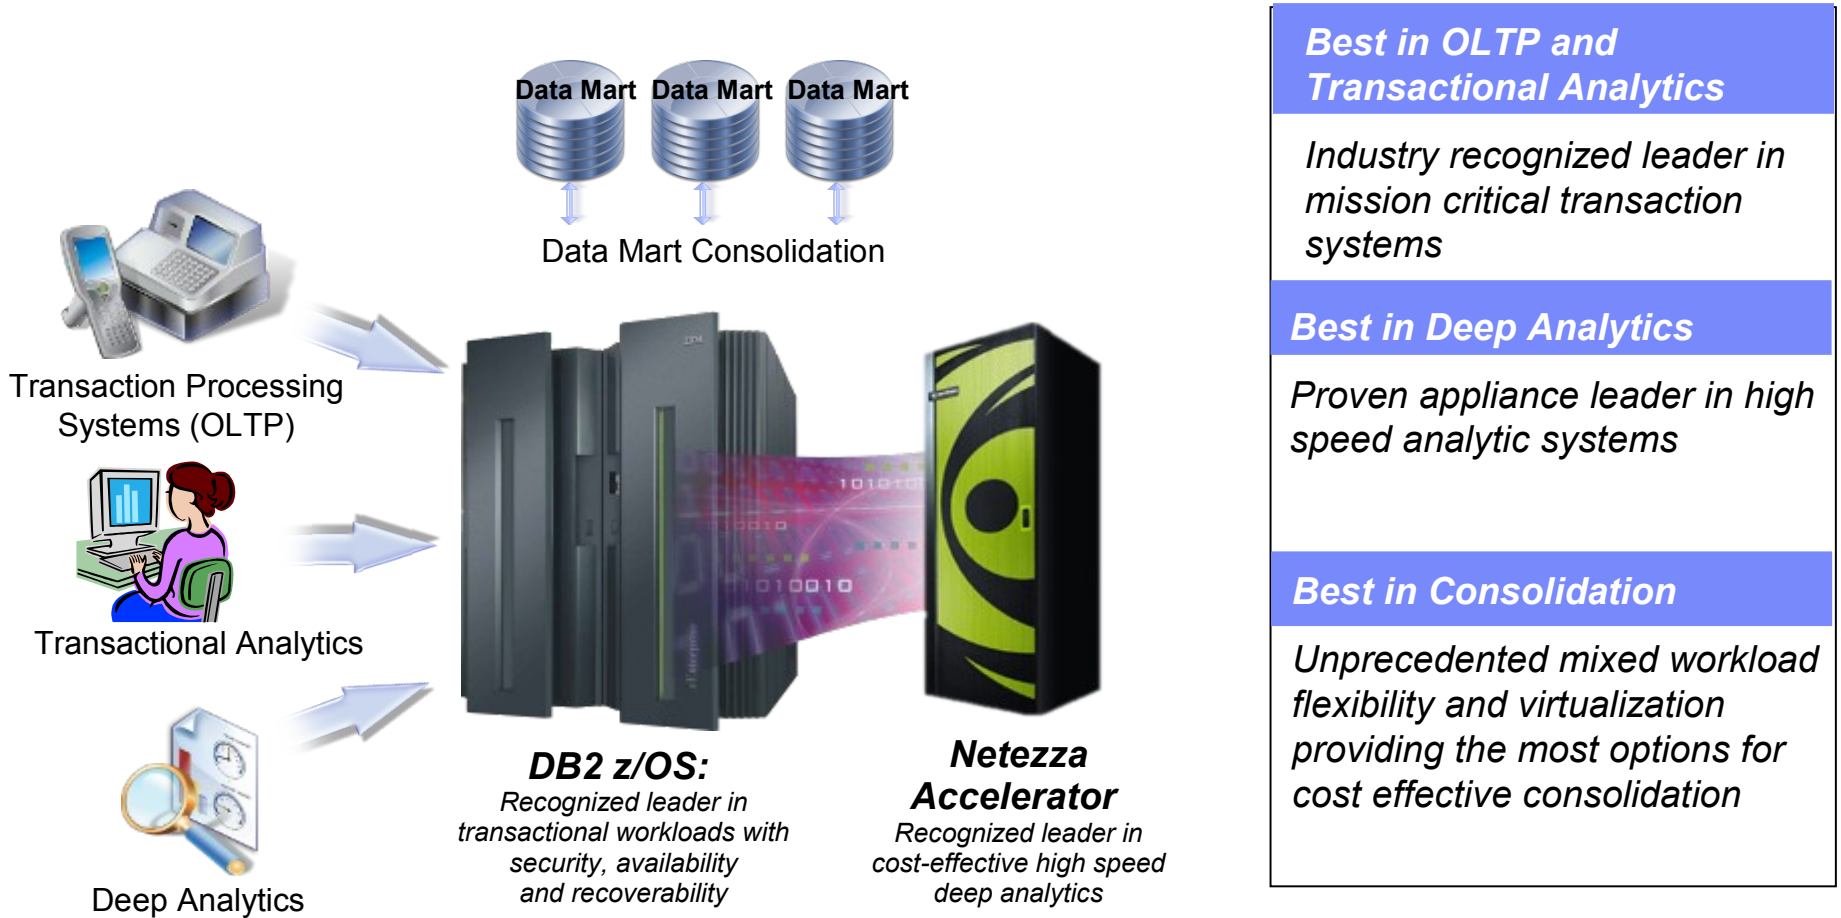 Data Mart Data Mart Data Mart
Data Mart Consolidation
Transaction Processing
Systems (OLTP)
Transactional Analytics
Deep Analytics
IBM
101010
010010
1010010
DB2 z/OS:
Recognized leader in
transactional workloads with
security, availability
and recoverability
Netezza
Accelerator
Recognized leader in
cost-effective high speed
deep analytics
Best in OLTP and
Transactional Analytics
Industry recognized leader in
mission critical transaction
systems
Best in Deep Analytics
Proven appliance leader in high
speed analytic systems
Best in Consolidation
Unprecedented mixed workload
flexibility and virtualization
providing the most options for
cost effective consolidation